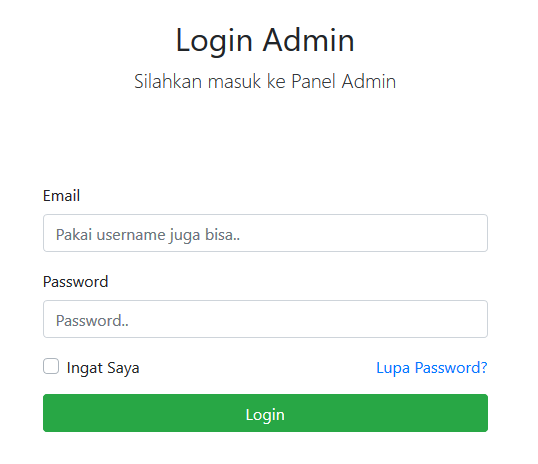 Login Admin
Silahkan masuk ke Panel Admin
Email
Pakai username juga bisa..
Password
Password..
Ingat Saya Lupa Password?
Login